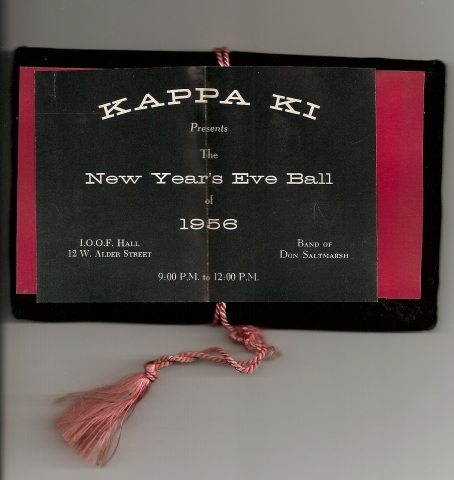 KAPPA KI
Presents
The
New Year's Eve Ball
of
1956
I.O.O.F. HALL
12 W. ALDER STREET
BAND OF
DON SALTMARSH
9:00 P.M. to 12:00 P.M.